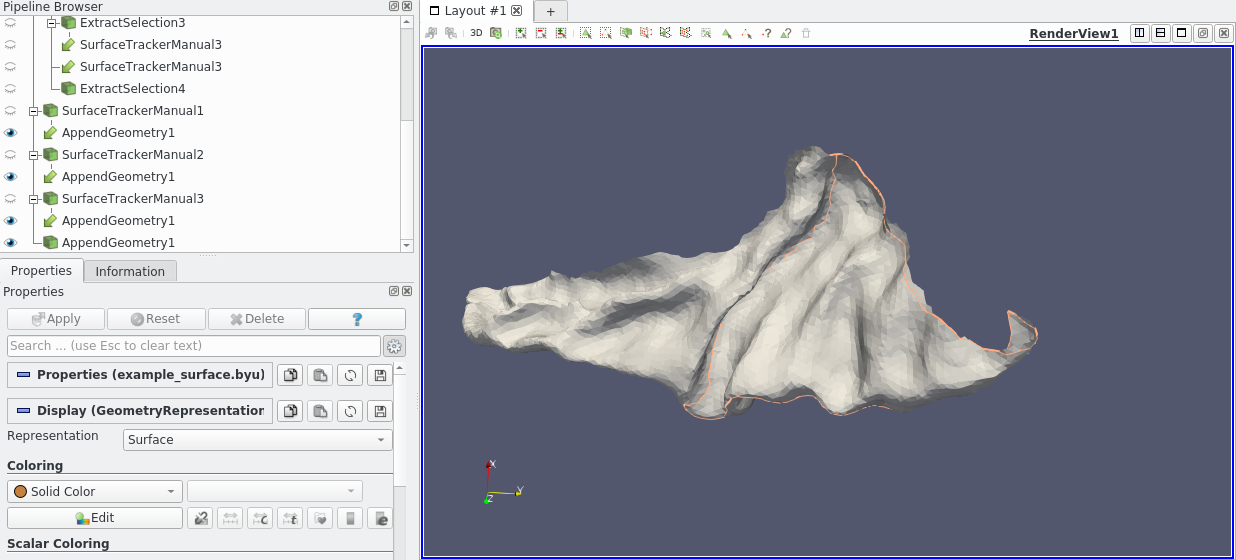 Pipeline Browser
ExtractSelection3
SurfaceTrackerManual3
SurfaceTrackerManual3
ExtractSelection4
SurfaceTrackerManual1
AppendGeometry1
SurfaceTrackerManual2
AppendGeometry1
SurfaceTrackerManual3
AppendGeometry1
AppendGeometry1
Properties Information
Properties
Apply Reset Delete ?
Search ... (use Esc to clear text)
Properties (example_surface.byu)
Display (GeometryRepresentation
Representation Surface
Coloring
Solid Color
Edit
Scalar Coloring
Layout #1 +
3D RenderView1
X
Y
Z